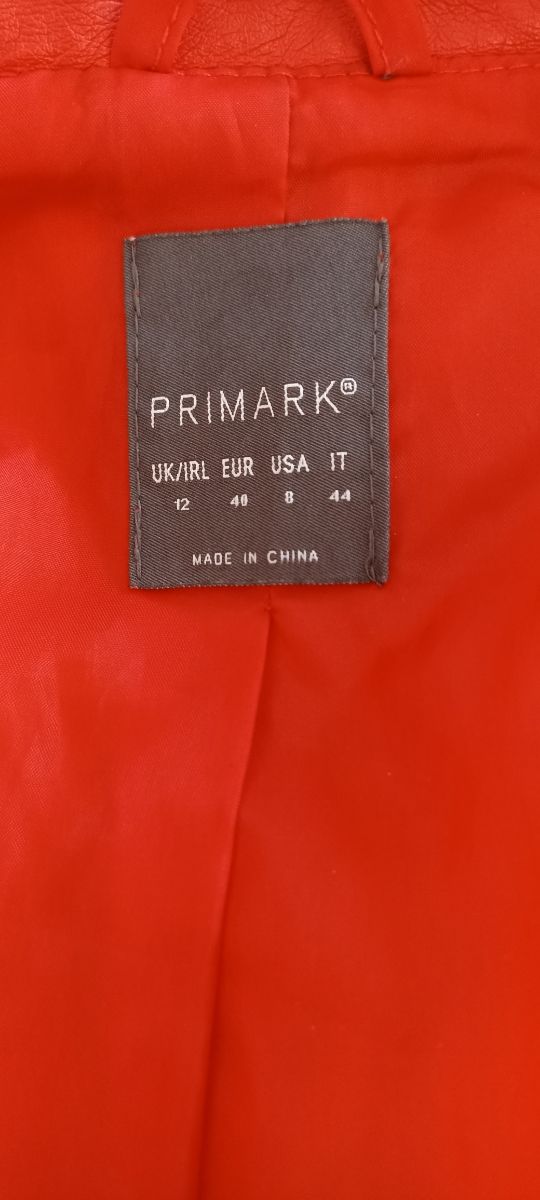 PRIMARK®
UK/IRL EUR USA IT
12 40 8 44
MADE IN CHINA